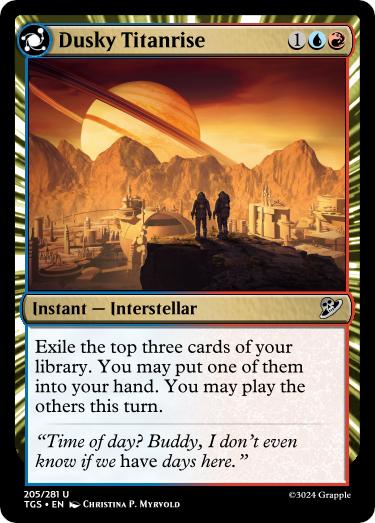 Dusky Titanrise 1
Instant — Interstellar
Exile the top three cards of your
library. You may put one of them
into your hand. You may play the
others this turn.
“Time of day? Buddy, I don’t even
know if we have days here.”
205/281 U
TGS • EN Christina P. Myrvold
©3024 Grapple